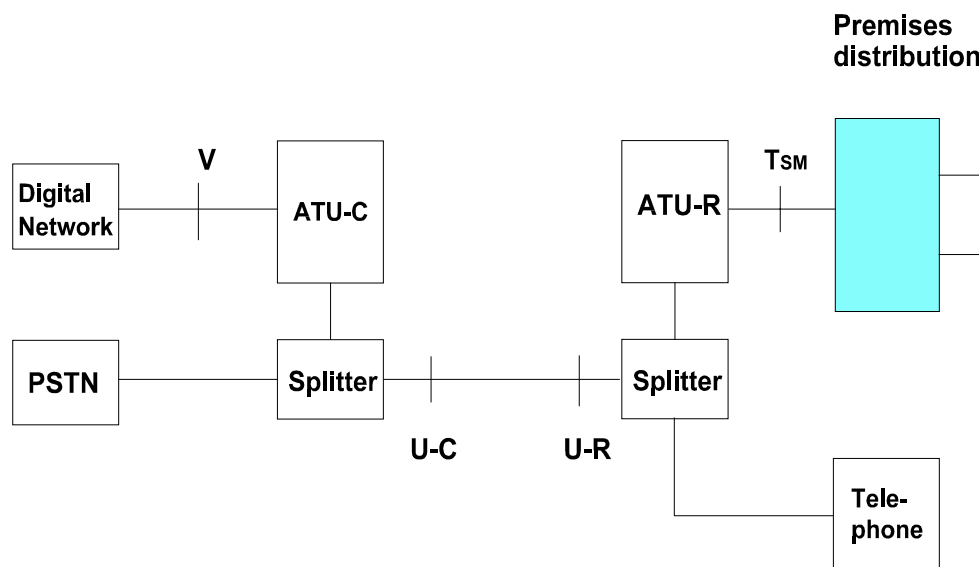 Premises
distribution
V
TSM
Digital
Network
ATU-C
ATU-R
PSTN
Splitter
Splitter
U-C
U-R
Tele-
phone